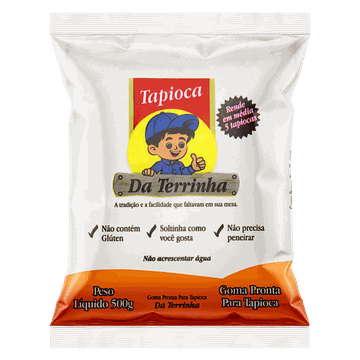 Tapioca
Rende
em média
5 tapiocas
Da Terrinha
A tradição e a facilidade que faltavam em sua mesa.
Não contém
Glúten
Soltinha como
você gosta
Não precisa
peneirar
Não acrescentar água
Peso
Líquido 500g
Goma Pronta Para Tapioca
Da Terrinha
Goma Pronta
Para Tapioca